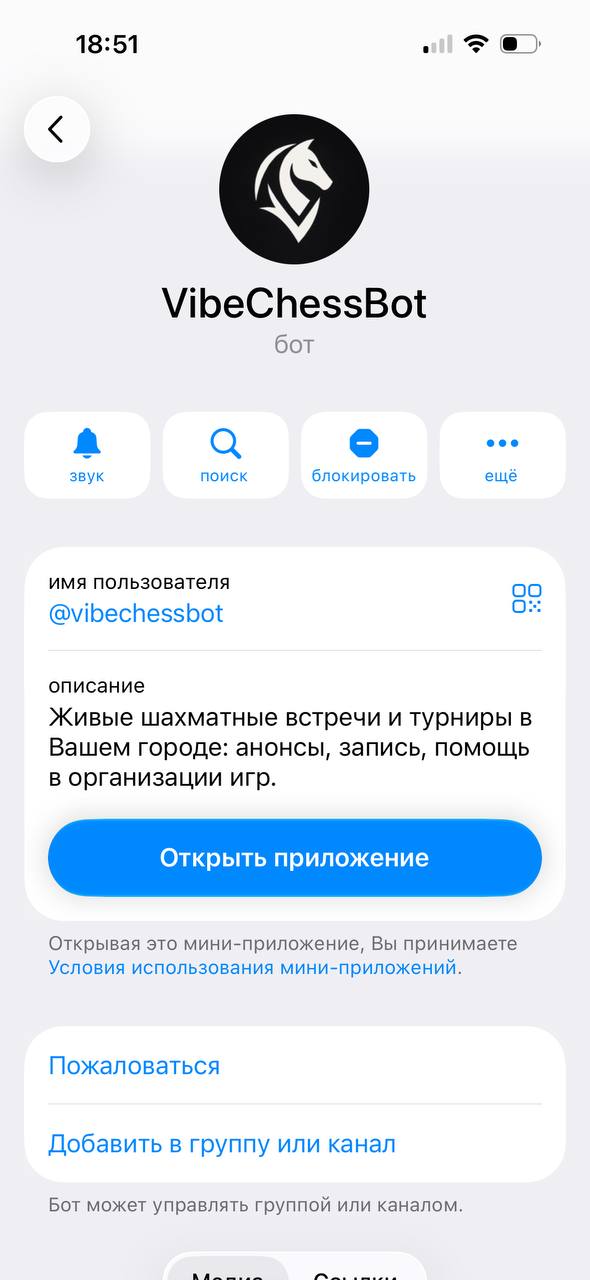 18:51
VibeChessBot
бот
звук
поиск
блокировать
ещё
имя пользователя
@vibechessbot
описание
Живые шахматные встречи и турниры в
Вашем городе: анонсы, запись, помощь
в организации игр.
Открыть приложение
Открывая это мини-приложение, Вы принимаете
Условия использования мини-приложений.
Пожаловаться
Добавить в группу или канал
Бот может управлять группой или каналом.
Медиа
Ссылки